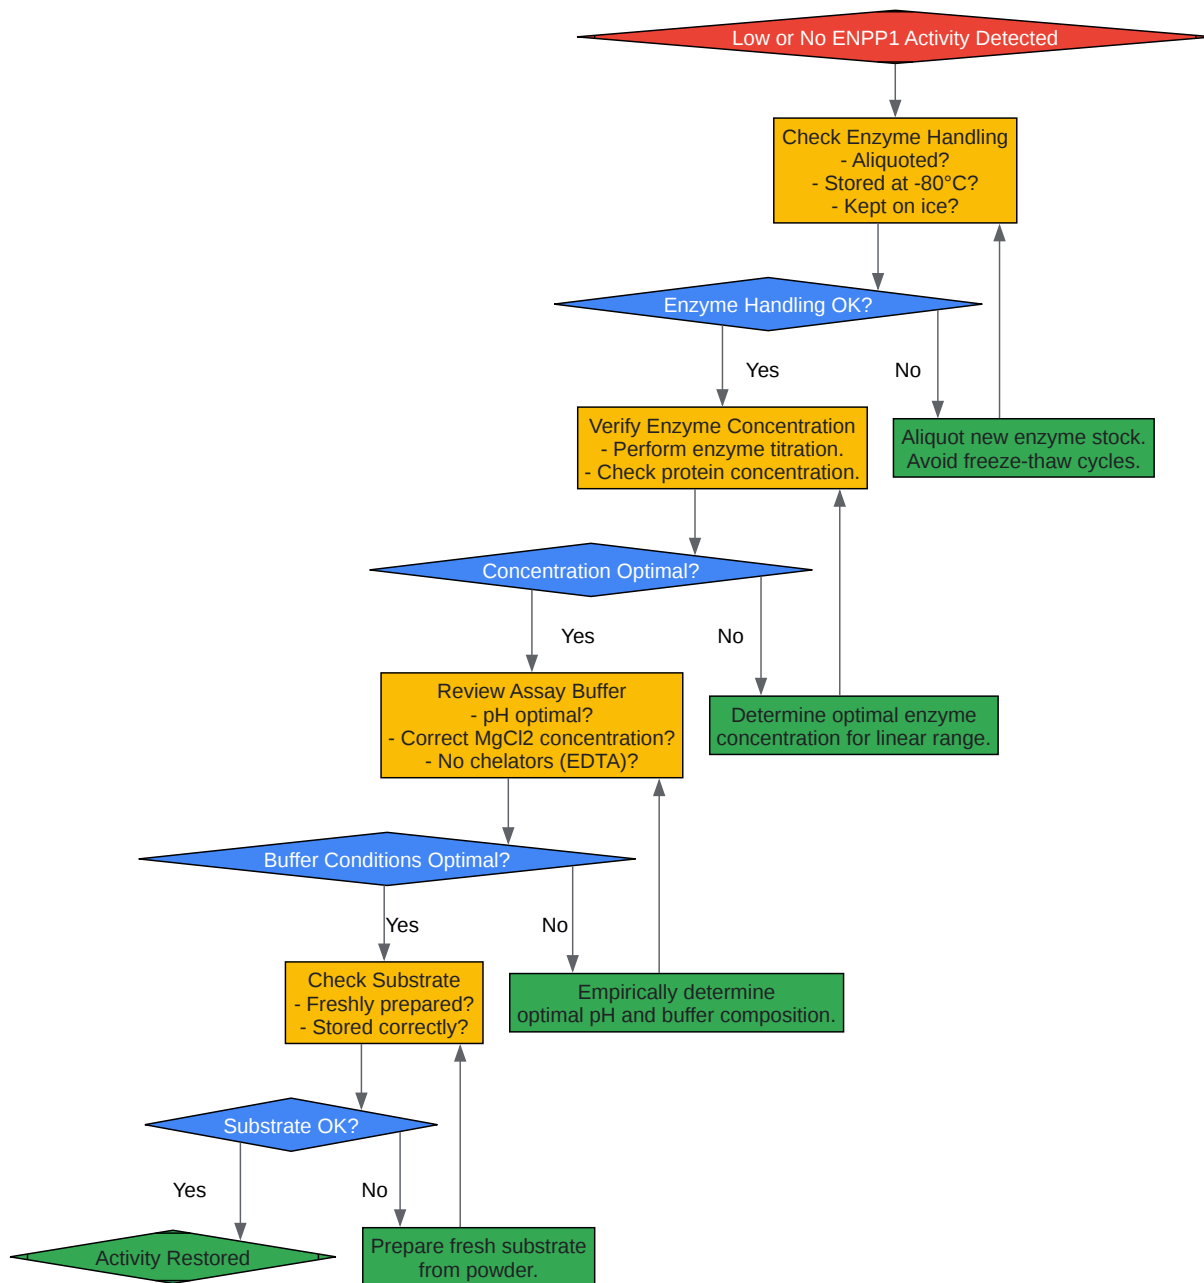 Low or No ENPP1 Activity Detected
Check Enzyme Handling
- Aliquoted?
- Stored at -80°C?
- Kept on ice?
Enzyme Handling OK?
Yes
No
Verify Enzyme Concentration
- Perform enzyme titration.
- Check protein concentration.
Aliquot new enzyme stock.
Avoid freeze-thaw cycles.
Concentration Optimal?
Yes
No
Review Assay Buffer
- pH optimal?
- Correct MgCl2 concentration?
- No chelators (EDTA)?
Determine optimal enzyme
concentration for linear range.
Buffer Conditions Optimal?
Yes
No
Check Substrate
- Freshly prepared?
- Stored correctly?
Empirically determine
optimal pH and buffer composition.
Substrate OK?
Yes
No
Activity Restored
Prepare fresh substrate
from powder.